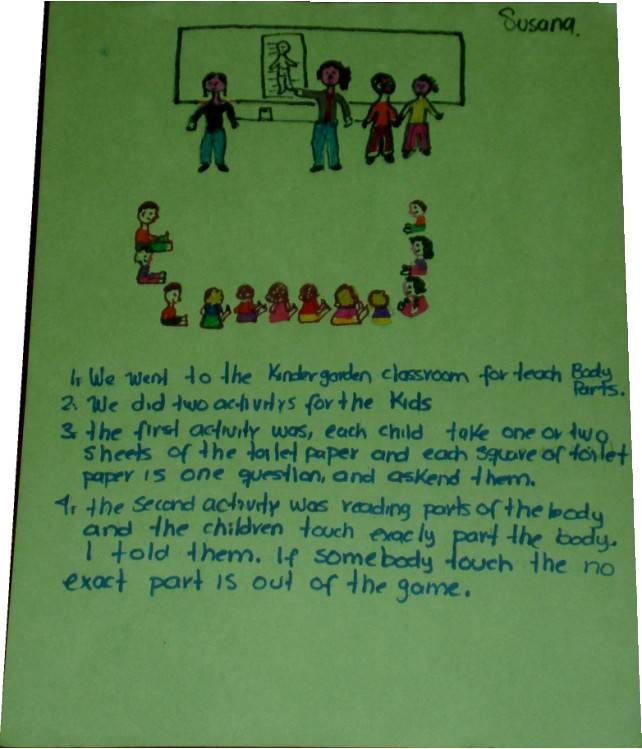 Susana.
1. We went to the Kindergarden classroom for teach Body Parts.
2. We did two activitys for the Kids
3. the first activity was, each child take one or two
sheets of the toilet paper and each square of toilet
paper is one question, and askend them.
4. the second activity was reading parts of the body
and the children touch exacly part the body.
I told them. If somebody touch the no
exact part is out of the game.